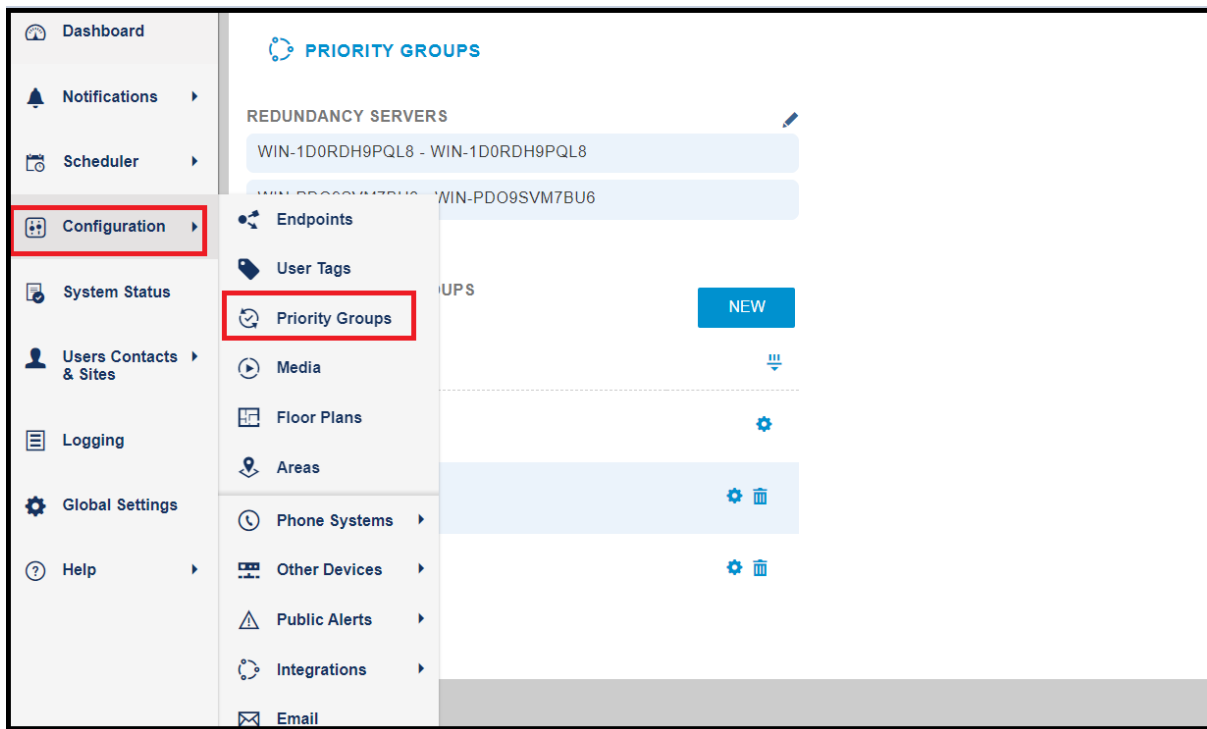 Dashboard
Notifications
Scheduler
Configuration
System Status
Users Contacts
& Sites
Logging
Global Settings
Help
Endpoints
User Tags
Priority Groups
Media
Floor Plans
Areas
Phone Systems
Other Devices
Public Alerts
Integrations
Email
PRIORITY GROUPS
REDUNDANCY SERVERS
WIN-1D0RDH9PQL8 - WIN-1D0RDH9PQL8
WIN-PDO9SVM7BU6
UPS
NEW